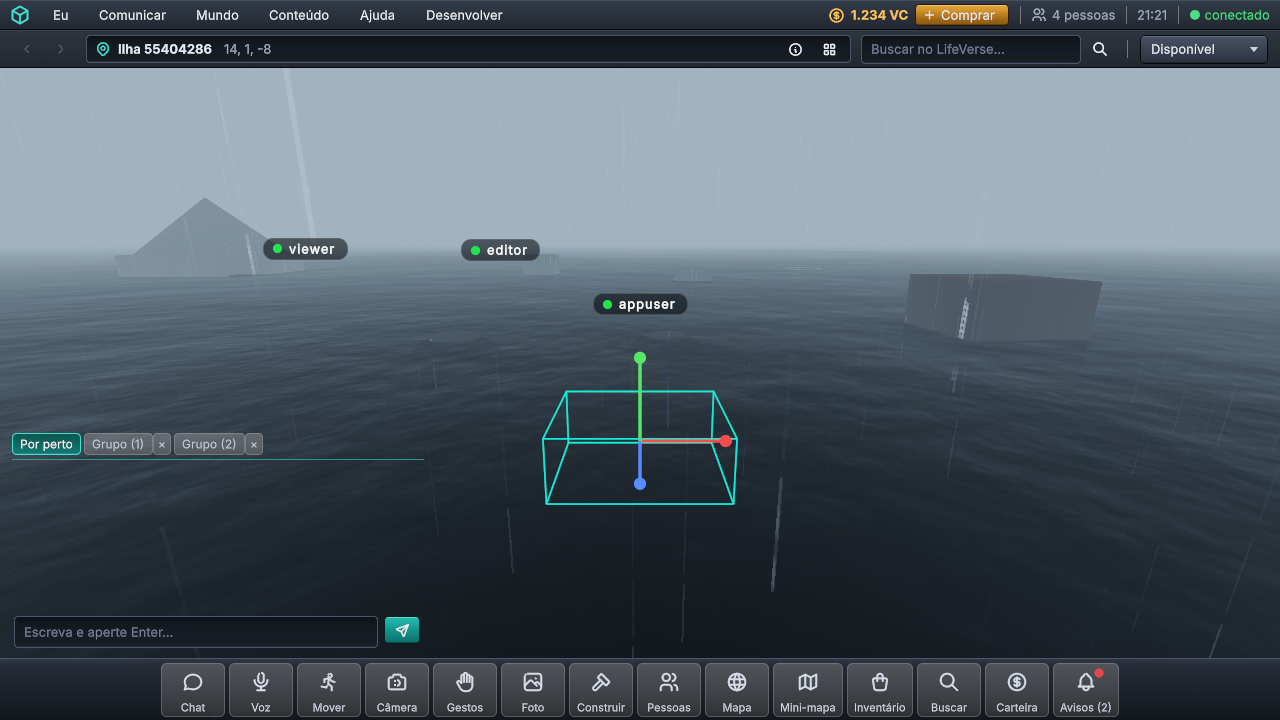 Eu Comunicar Mundo Conteúdo Ajuda Desenvolver 1.234 VC + Comprar 4 pessoas 21:21 conectado
Ilha 55404286 14, 1, -8 Buscar no LifeVerse... Disponível
viewer
editor
appuser
Por perto Grupo (1) × Grupo (2) ×
Escreva e aperte Enter...
Chat Voz Mover Câmera Gestos Foto Construir Pessoas Mapa Mini-mapa Inventário Buscar Carteira Avisos (2)